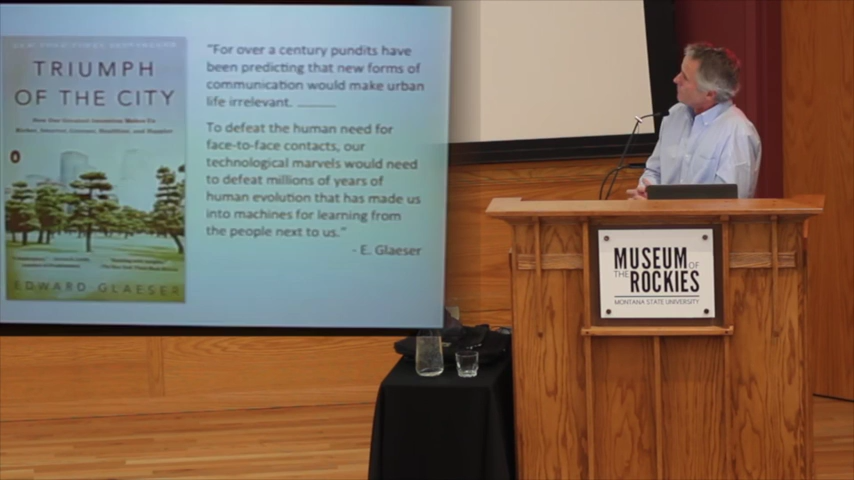 TRIUMPH
OF THE CITY
"For over a century pundits have
been predicting that new forms of
communication would make urban
life irrelevant. ______
To defeat the human need for
face-to-face contacts, our
technological marvels would need
to defeat millions of years of
human evolution that has made us
into machines for learning from
the people next to us."
- E. Glaeser
EDWARD GLAESER
MUSEUM OF
THE ROCKIES
MONTANA STATE UNIVERSITY